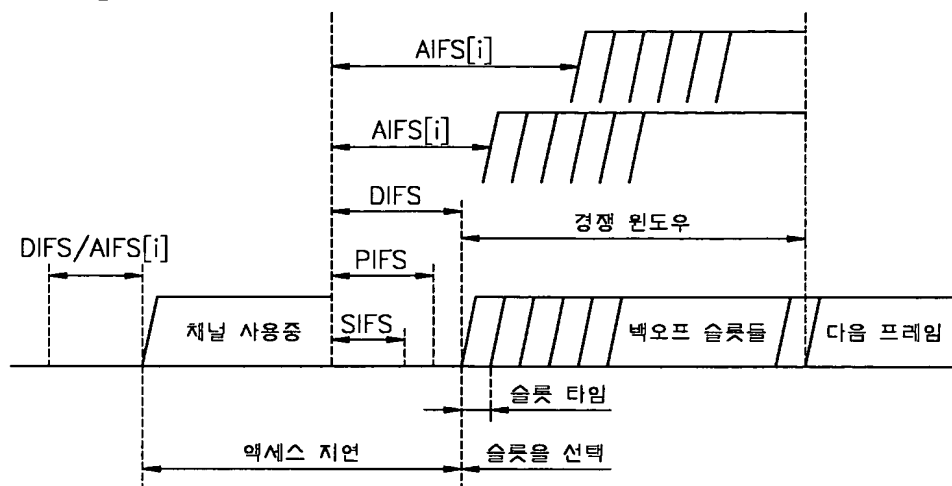 AIFS[i]
AIFS[i]
DIFS
경쟁 윈도우
DIFS/AIFS[i]
PIFS
채널 사용중
SIFS
백오프 슬롯들
다음 프레임
슬롯 타임
액세스 지연
슬롯을 선택